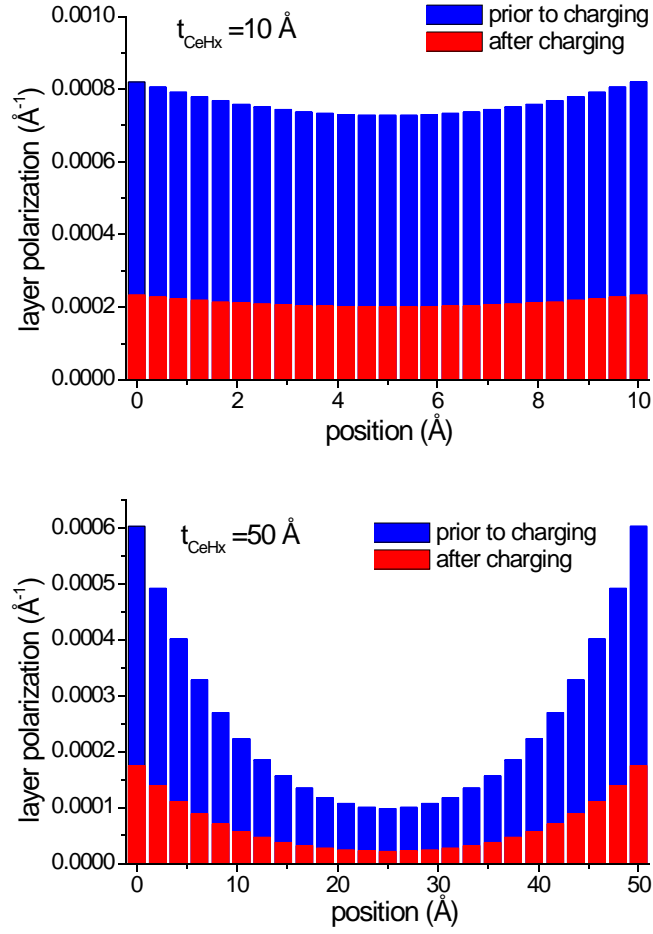 t_CeHx =10 Å
prior to charging
after charging
layer polarization (Å⁻¹)
0.0010
0.0008
0.0006
0.0004
0.0002
0.0000
0 2 4 6 8 10
position (Å)
t_CeHx =50 Å
prior to charging
after charging
layer polarization (Å⁻¹)
0.0006
0.0005
0.0004
0.0003
0.0002
0.0001
0.0000
0 10 20 30 40 50
position (Å)